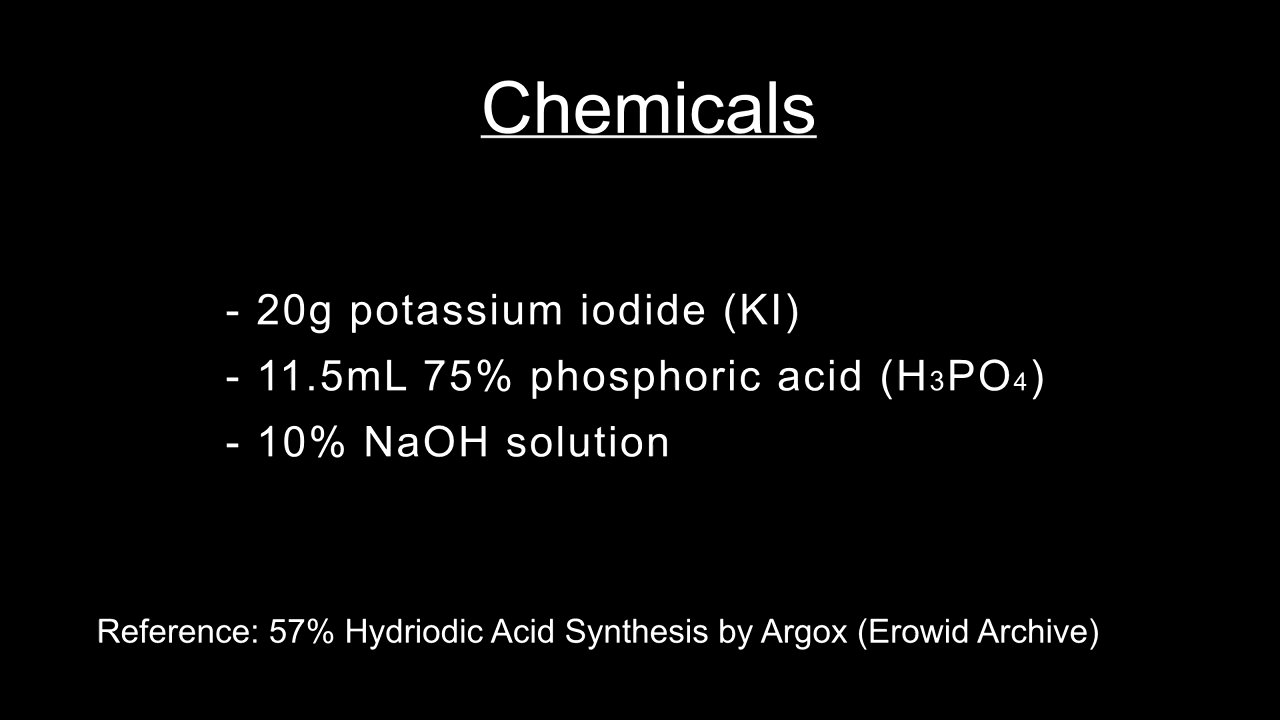 Chemicals
- 20g potassium iodide (KI)
- 11.5mL 75% phosphoric acid (H₃PO₄)
- 10% NaOH solution
Reference: 57% Hydriodic Acid Synthesis by Argox (Erowid Archive)